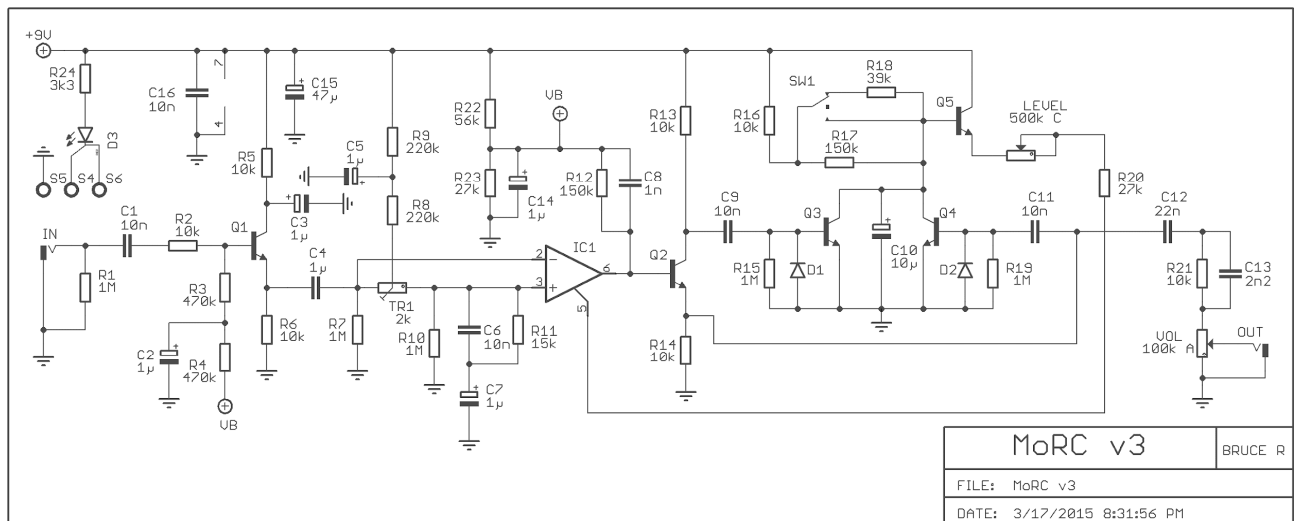 +9V
R24
3k3
D3
S5
S4
S6
C16
10n
7
4
C15
47µ
R5
10k
C3
1µ
C5
1µ
R9
220k
R8
220k
R22
56k
R23
27k
C14
1µ
VB
R12
150k
C8
1n
R13
10k
R16
10k
SW1
R18
39k
R17
150k
Q5
LEVEL
500k C
R20
27k
IN
R1
1M
C1
10n
R2
10k
Q1
R3
470k
R4
470k
C2
1µ
VB
R6
10k
C4
1µ
R7
1M
TR1
2k
R10
1M
C6
10n
R11
15k
C7
1µ
IC1
2
3
6
5
Q2
R14
10k
C9
10n
R15
1M
D1
Q3
C10
10µ
Q4
D2
R19
1M
C11
10n
C12
22n
R21
10k
C13
2n2
VOL
100k A
OUT
MoRC v3
BRUCE R
FILE: MoRC v3
DATE: 3/17/2015 8:31:56 PM